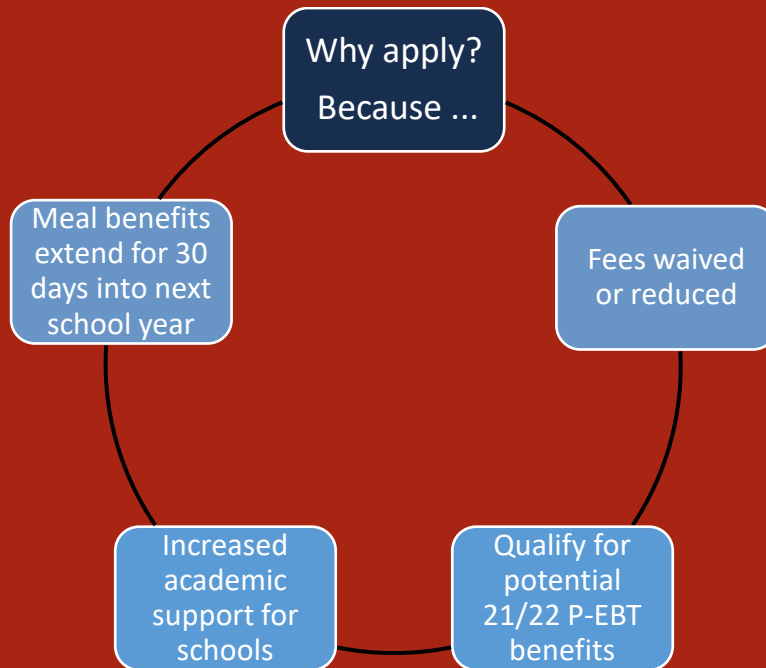 Why apply?
Because ...
Fees waived
or reduced
Qualify for
potential
21/22 P-EBT
benefits
Increased
academic
support for
schools
Meal benefits
extend for 30
days into next
school year